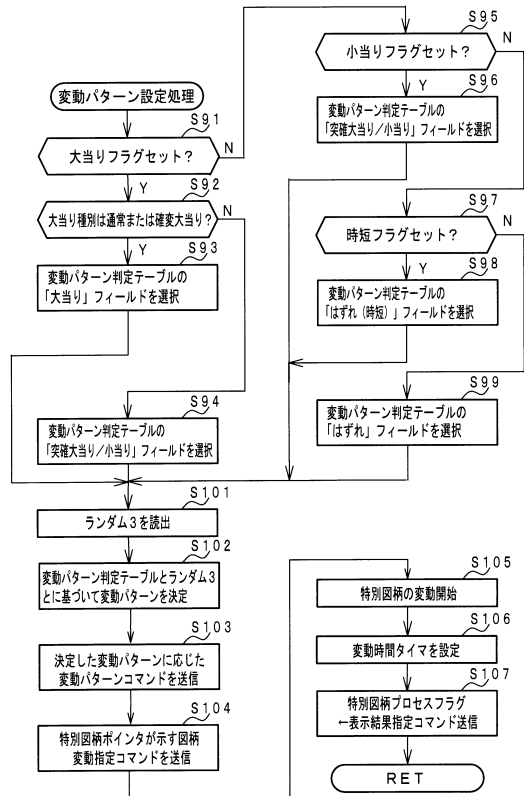 変動パターン設定処理
S91
大当りフラグセット?
N
Y
S92
大当り種別は通常または確変大当り?
N
Y
S93
変動パターン判定テーブルの
「大当り」フィールドを選択
S94
変動パターン判定テーブルの
「突確大当り/小当り」フィールドを選択
S95
小当りフラグセット?
N
Y
S96
変動パターン判定テーブルの
「突確大当り/小当り」フィールドを選択
S97
時短フラグセット?
N
Y
S98
変動パターン判定テーブルの
「はずれ(時短)」フィールドを選択
S99
変動パターン判定テーブルの
「はずれ」フィールドを選択
S101
ランダム3を読出
S102
変動パターン判定テーブルとランダム3
とに基づいて変動パターンを決定
S103
決定した変動パターンに応じた
変動パターンコマンドを送信
S104
特別図柄ポインタが示す図柄
変動指定コマンドを送信
S105
特別図柄の変動開始
S106
変動時間タイマを設定
S107
特別図柄プロセスフラグ
←表示結果指定コマンド送信
RET